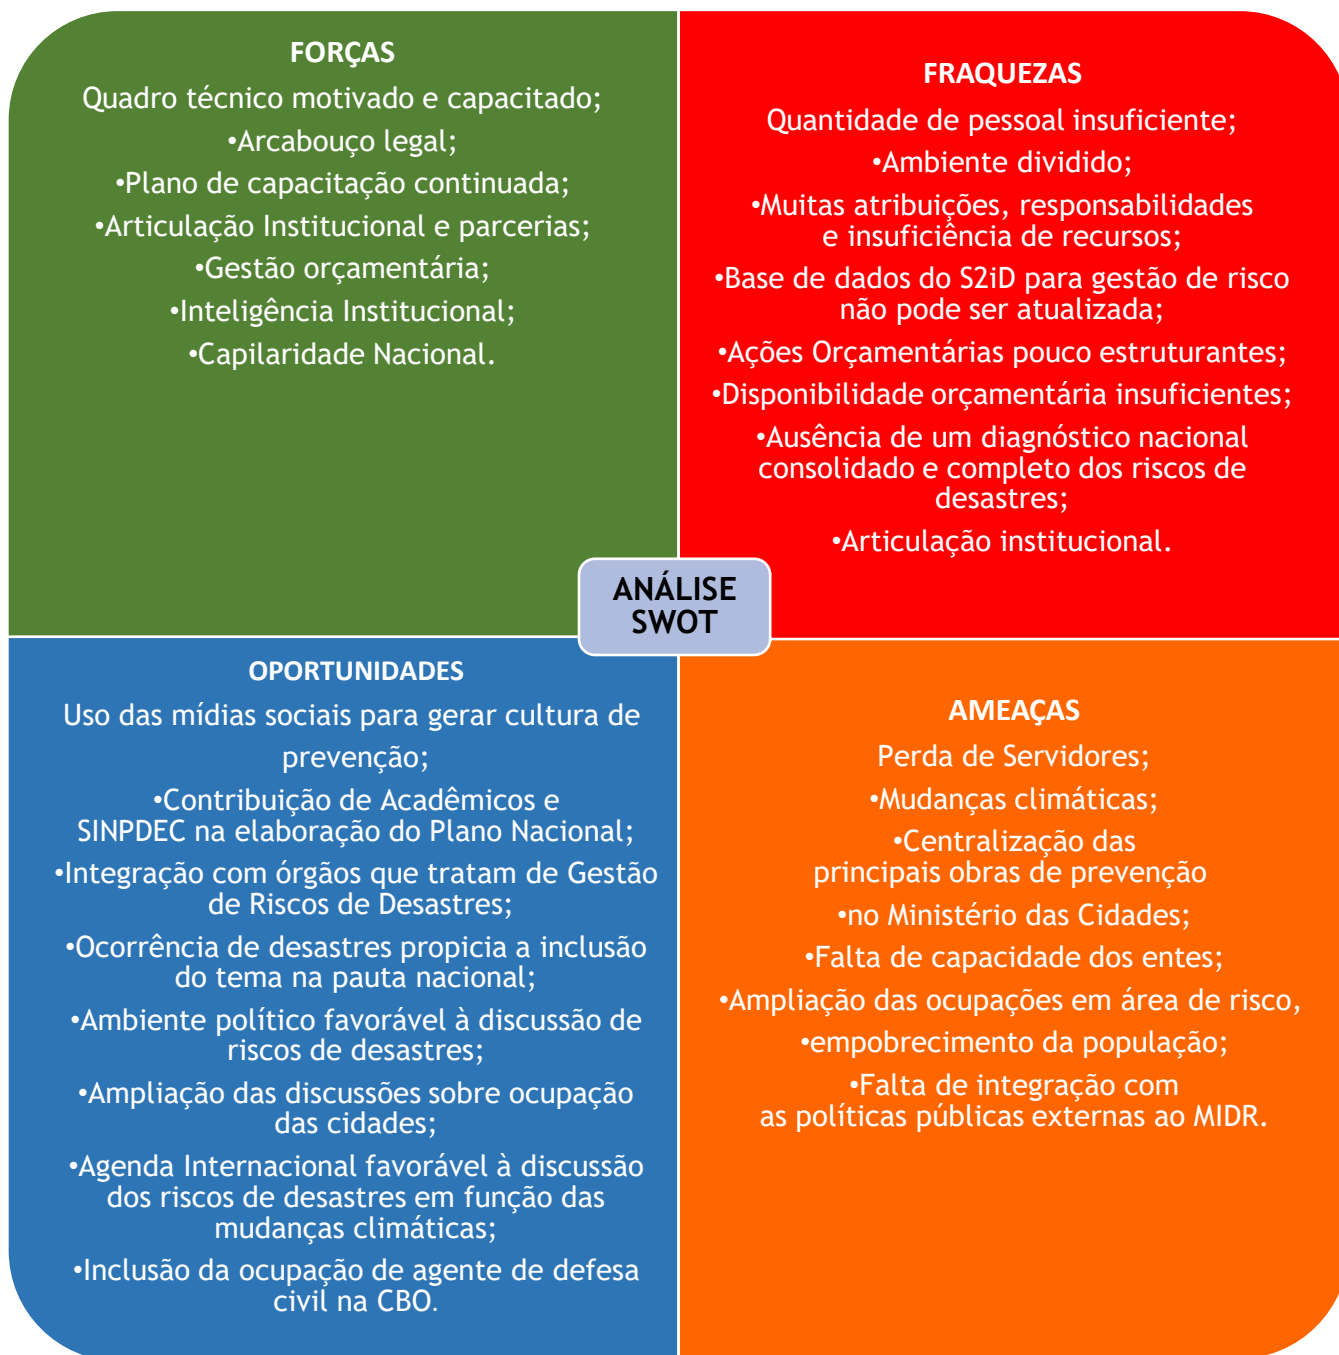 FORÇAS
Quadro técnico motivado e capacitado;
•Arcabouço legal;
•Plano de capacitação continuada;
•Articulação Institucional e parcerias;
•Gestão orçamentária;
•Inteligência Institucional;
•Capilaridade Nacional.
FRAQUEZAS
Quantidade de pessoal insuficiente;
•Ambiente dividido;
•Muitas atribuições, responsabilidades
e insuficiência de recursos;
•Base de dados do S2iD para gestão de risco
não pode ser atualizada;
•Ações Orçamentárias pouco estruturantes;
•Disponibilidade orçamentária insuficientes;
•Ausência de um diagnóstico nacional
consolidado e completo dos riscos de
desastres;
•Articulação institucional.
ANÁLISE
SWOT
OPORTUNIDADES
Uso das mídias sociais para gerar cultura de
prevenção;
•Contribuição de Acadêmicos e
SINPDEC na elaboração do Plano Nacional;
•Integração com órgãos que tratam de Gestão
de Riscos de Desastres;
•Ocorrência de desastres propicia a inclusão
do tema na pauta nacional;
•Ambiente político favorável à discussão de
riscos de desastres;
•Ampliação das discussões sobre ocupação
das cidades;
•Agenda Internacional favorável à discussão
dos riscos de desastres em função das
mudanças climáticas;
•Inclusão da ocupação de agente de defesa
civil na CBO.
AMEAÇAS
Perda de Servidores;
•Mudanças climáticas;
•Centralização das
principais obras de prevenção
•no Ministério das Cidades;
•Falta de capacidade dos entes;
•Ampliação das ocupações em área de risco,
•empobrecimento da população;
•Falta de integração com
as políticas públicas externas ao MIDR.